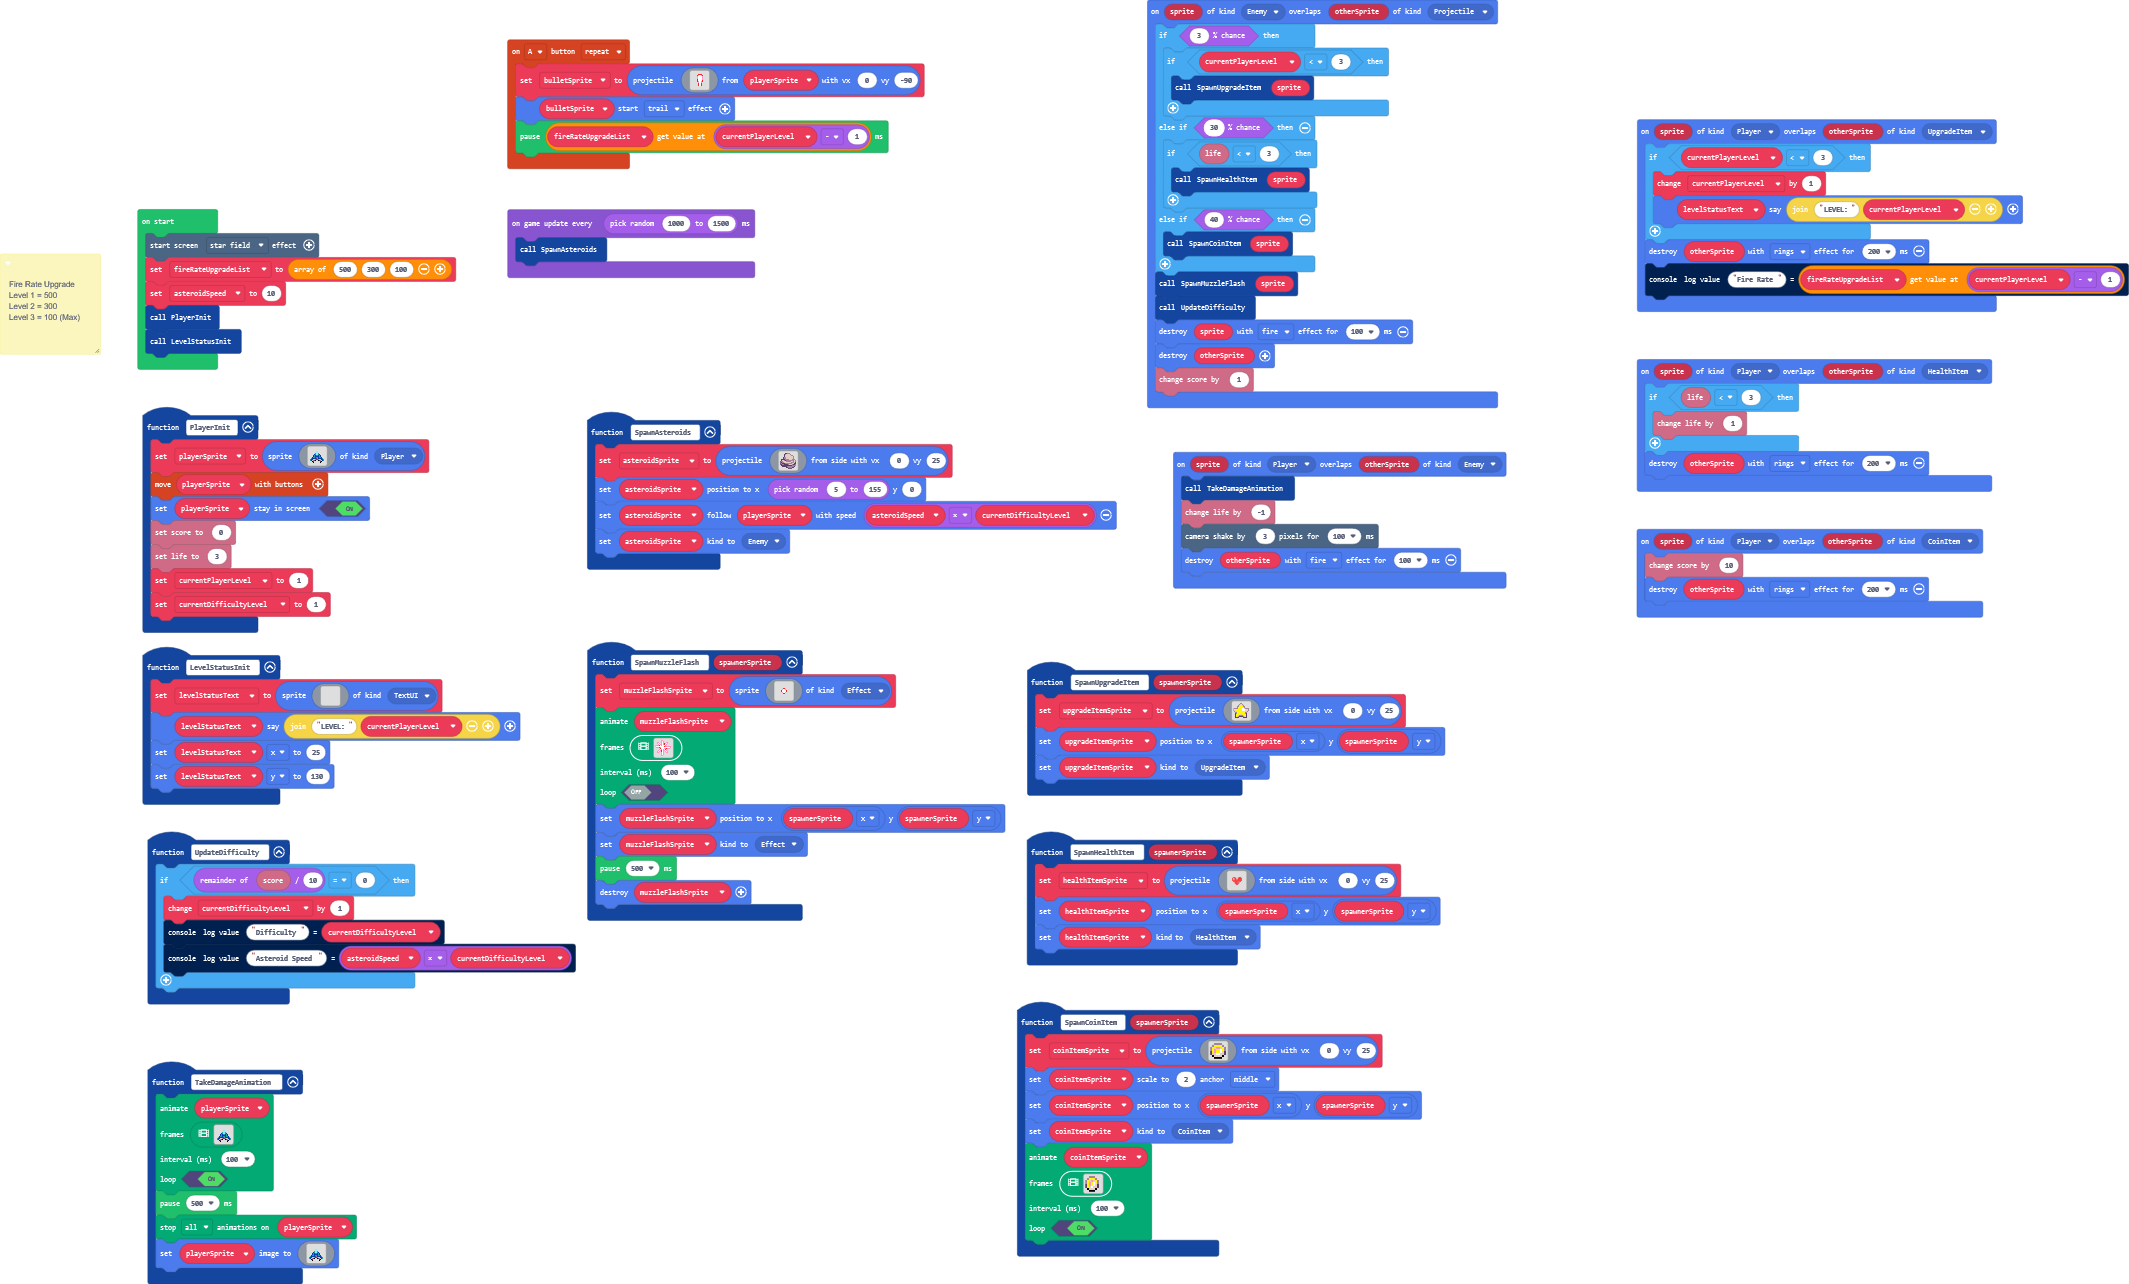 Fire Rate Upgrade
Level 1 = 500
Level 2 = 300
Level 3 = 100 (Max)
on start
start screen star field effect
set fireRateUpgradeList to array of 500 300 100
set asteroidSpeed to 10
call PlayerInit
call LevelStatusInit
on A button repeat
set bulletSprite to projectile from playerSprite with vx 0 vy -90
bulletSprite start trail effect
pause fireRateUpgradeList get value at currentPlayerLevel - 1 ms
on game update every pick random 1000 to 1500 ms
call SpawnAsteroids
on sprite of kind Enemy overlaps otherSprite of kind Projectile
if 3 % chance then
if currentPlayerLevel < 3 then
call SpawnUpgradeItem sprite
else if 30 % chance then
if life < 3 then
call SpawnHealthItem sprite
else if 40 % chance then
call SpawnCoinItem sprite
call SpawnMuzzleFlash sprite
call UpdateDifficulty
destroy sprite with fire effect for 100 ms
destroy otherSprite
change score by 1
on sprite of kind Player overlaps otherSprite of kind UpgradeItem
if currentPlayerLevel < 3 then
change currentPlayerLevel by 1
levelStatusText say join "LEVEL: " currentPlayerLevel
destroy otherSprite with rings effect for 200 ms
console log value "Fire Rate " = fireRateUpgradeList get value at currentPlayerLevel - 1
on sprite of kind Player overlaps otherSprite of kind HealthItem
if life < 3 then
change life by 1
destroy otherSprite with rings effect for 200 ms
on sprite of kind Player overlaps otherSprite of kind CoinItem
change score by 10
destroy otherSprite with rings effect for 200 ms
function PlayerInit
set playerSprite to sprite of kind Player
move playerSprite with buttons
set playerSprite stay in screen ON
set score to 0
set life to 3
set currentPlayerLevel to 1
set currentDifficultyLevel to 1
function SpawnAsteroids
set asteroidSprite to projectile from side with vx 0 vy 25
set asteroidSprite position to x pick random 5 to 155 y 0
set asteroidSprite follow playerSprite with speed asteroidSpeed × currentDifficultyLevel
set asteroidSprite kind to Enemy
on sprite of kind Player overlaps otherSprite of kind Enemy
call TakeDamageAnimation
change life by -1
camera shake by 3 pixels for 100 ms
destroy otherSprite with fire effect for 100 ms
function LevelStatusInit
set levelStatusText to sprite of kind TextUI
levelStatusText say join "LEVEL: " currentPlayerLevel
set levelStatusText x to 25
set levelStatusText y to 130
function SpawnMuzzleFlash spawnerSprite
set muzzleFlashSrpite to sprite of kind Effect
animate muzzleFlashSrpite
frames
interval (ms) 100
loop OFF
set muzzleFlashSrpite position to x spawnerSprite x y spawnerSprite y
set muzzleFlashSrpite kind to Effect
pause 500 ms
destroy muzzleFlashSrpite
function SpawnUpgradeItem spawnerSprite
set upgradeItemSprite to projectile from side with vx 0 vy 25
set upgradeItemSprite position to x spawnerSprite x y spawnerSprite y
set upgradeItemSprite kind to UpgradeItem
function UpdateDifficulty
if remainder of score / 10 = 0 then
change currentDifficultyLevel by 1
console log value "Difficulty " = currentDifficultyLevel
console log value "Asteroid Speed " = asteroidSpeed × currentDifficultyLevel
function SpawnHealthItem spawnerSprite
set healthItemSprite to projectile from side with vx 0 vy 25
set healthItemSprite position to x spawnerSprite x y spawnerSprite y
set healthItemSprite kind to HealthItem
function TakeDamageAnimation
animate playerSprite
frames
interval (ms) 100
loop ON
pause 500 ms
stop all animations on playerSprite
set playerSprite image to
function SpawnCoinItem spawnerSprite
set coinItemSprite to projectile from side with vx 0 vy 25
set coinItemSprite scale to 2 anchor middle
set coinItemSprite position to x spawnerSprite x y spawnerSprite y
set coinItemSprite kind to CoinItem
animate coinItemSprite
frames
interval (ms) 100
loop ON